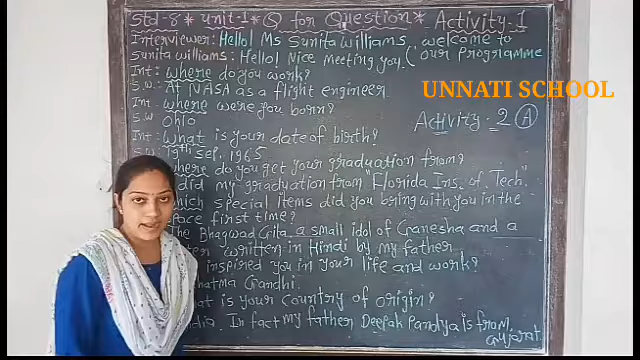 Std-8 * Unit-1 * Q for Question * Activity-1
Interviewer: Hello! Ms Sunita Williams, welcome to
Sunita Williams: Hello! Nice meeting you. (our programme
Int: where do you work?
S.W: At NASA as a flight engineer
UNNATI SCHOOL
Int: where were you born?
S.W Ohio
Activity-2 (A)
Int: what is your date of birth?
S.W: 19th Sep. 1965
where do you get your graduation from?
did my graduation from "Florida Ins. of. Tech."
hich special items did you bring with you in the
pace first time?
The Bhagwad Gita, a small idol of Ganesha and a
ter written in Hindi by my father
inspired you in your life and work?
hatma Gandhi.
at is your country of origin?
ndia. In fact my father Deepak Pandya is from
Gujarat.